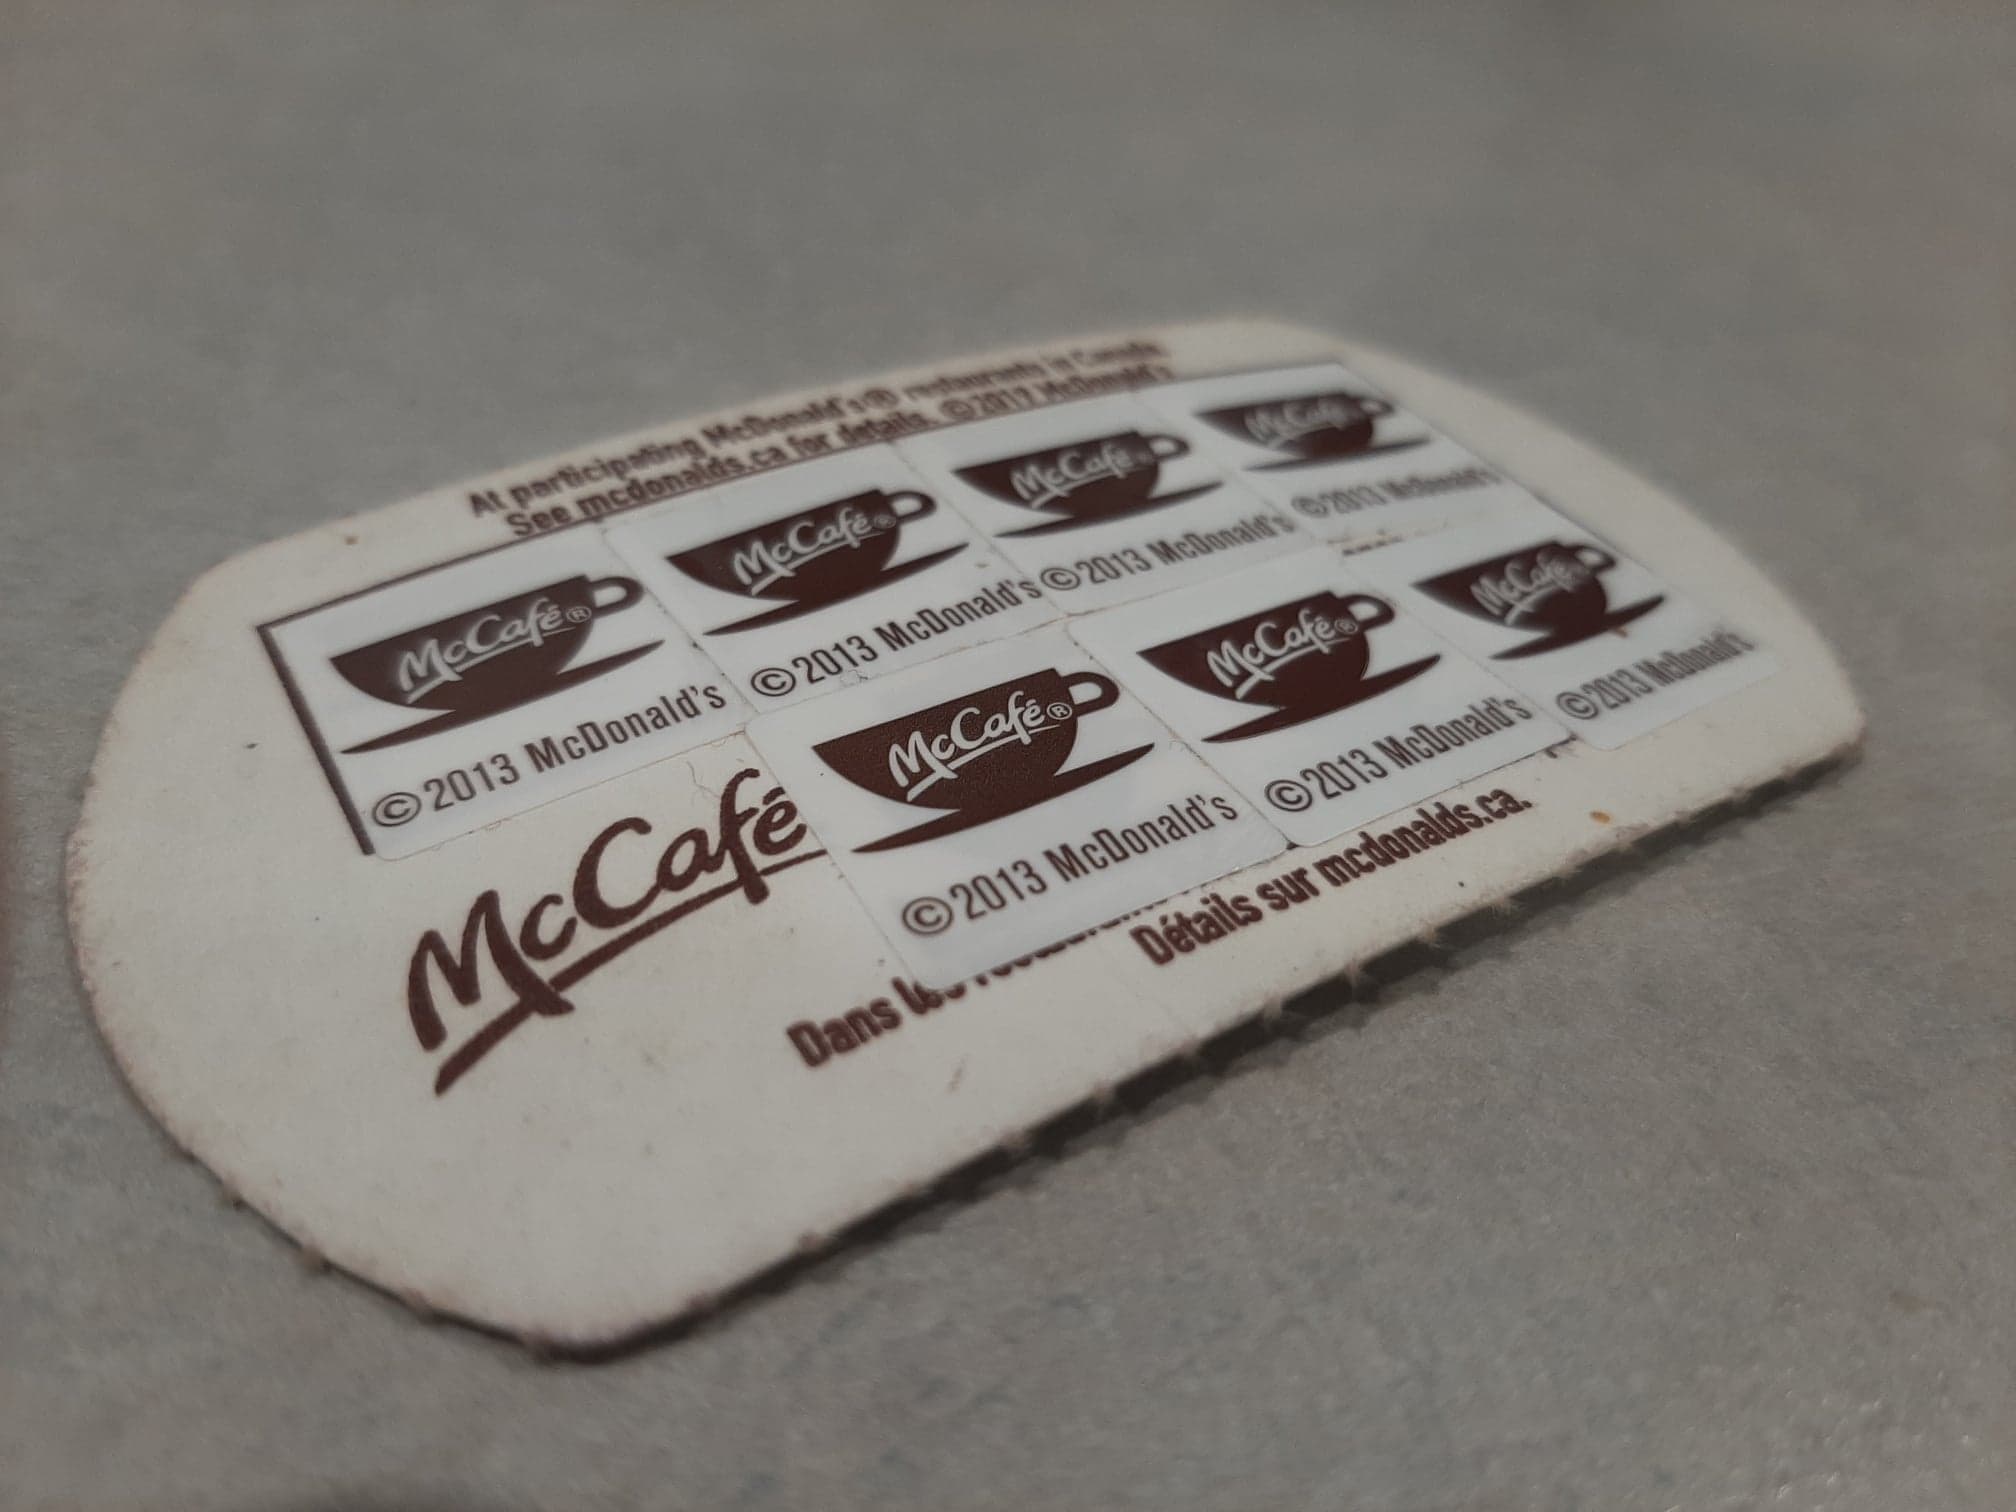 At participating McDonald's® restaurants in Canada.
See mcdonalds.ca for details. ©2017 McDonald's
McCafé®
©2013 McDonald's
McCafé®
©2013 McDonald's
McCafé®
©2013 McDonald's
McCafé
©2013 McDonald's
McCafé
McCafé®
©2013 McDonald's
McCafé®
©2013 McDonald's
McCafé®
©2013 McDonald's
Dans les
Détails sur mcdonalds.ca.